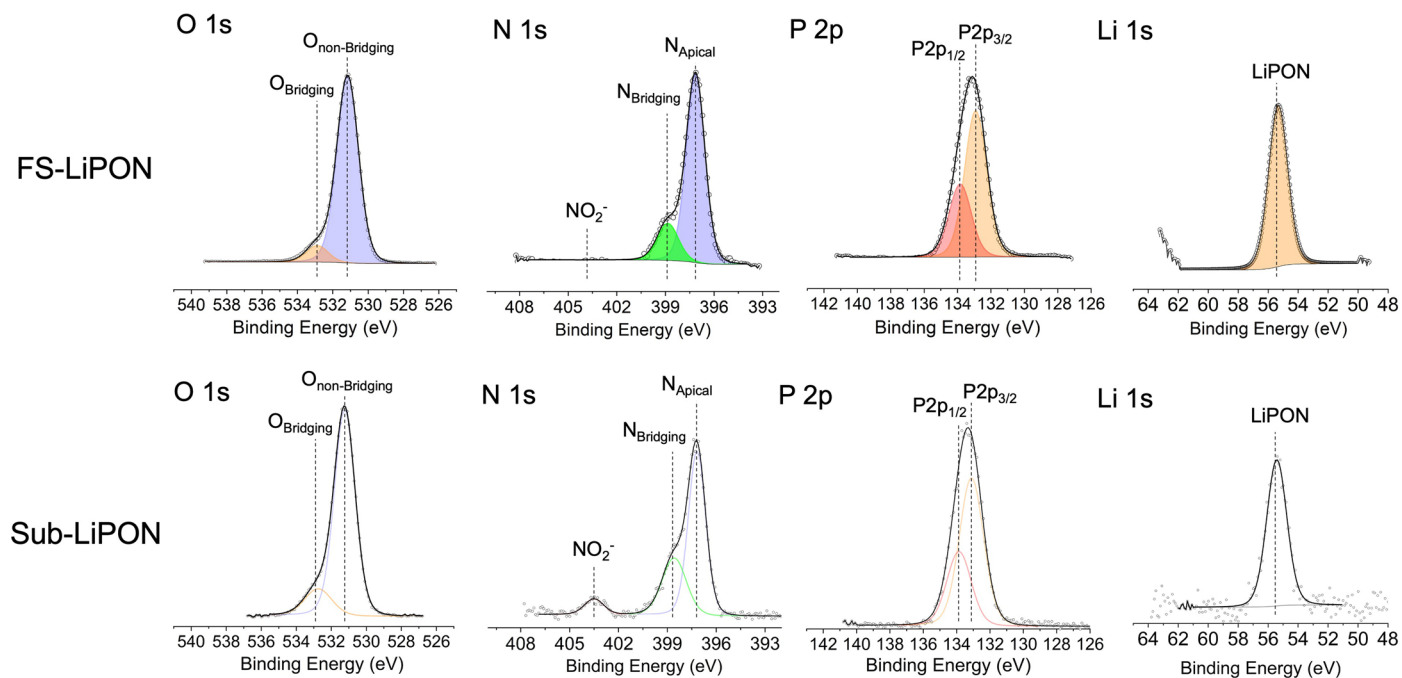 O 1s
N 1s
P 2p
Li 1s
O_Bridging
O_non-Bridging
NO2-
N_Bridging
N_Apical
P2p1/2
P2p3/2
LiPON
FS-LiPON
540 538 536 534 532 530 528 526
Binding Energy (eV)
408 405 402 399 396 393
Binding Energy (eV)
142 140 138 136 134 132 130 128 126
Binding Energy (eV)
64 62 60 58 56 54 52 50 48
Binding Energy (eV)
O 1s
N 1s
P 2p
Li 1s
O_Bridging
O_non-Bridging
NO2-
N_Bridging
N_Apical
P2p1/2
P2p3/2
LiPON
Sub-LiPON
540 538 536 534 532 530 528 526
Binding Energy (eV)
408 405 402 399 396 393
Binding Energy (eV)
142 140 138 136 134 132 130 128 126
Binding Energy (eV)
64 62 60 58 56 54 52 50 48
Binding Energy (eV)